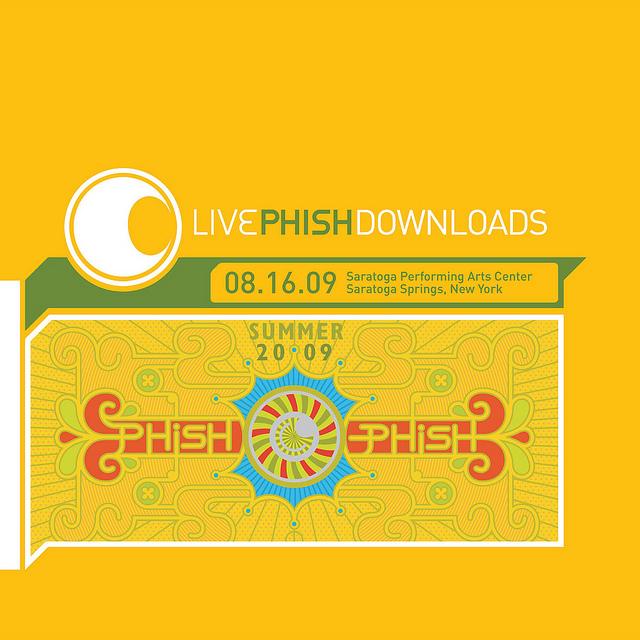 LIVEPHISHDOWNLOADS
08.16.09
Saratoga Performing Arts Center
Saratoga Springs, New York
SUMMER
20•09
PHiSH PHiSH